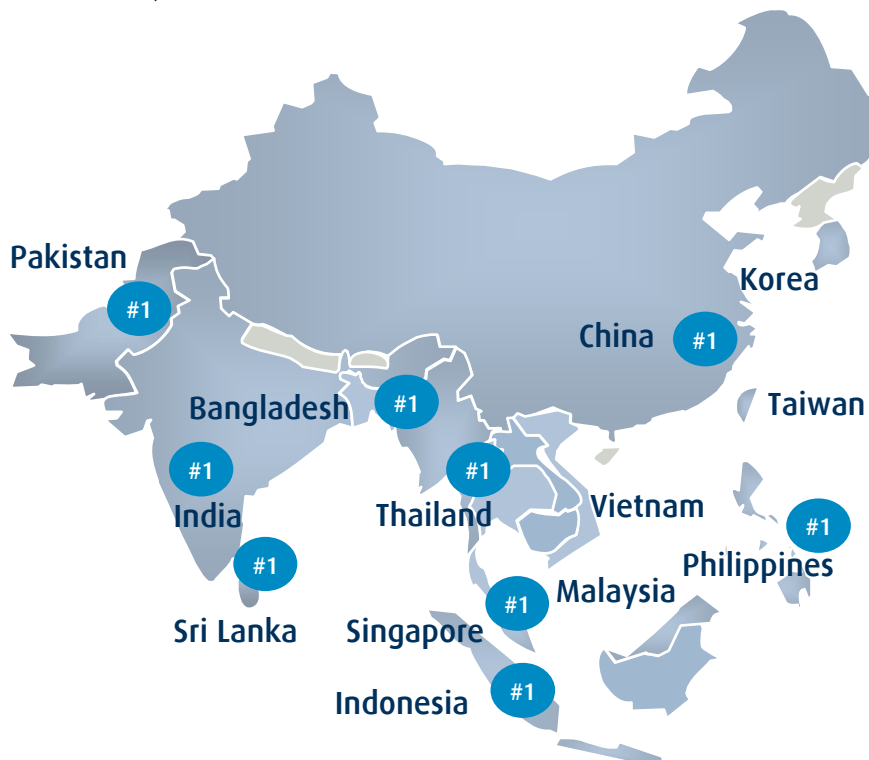 Pakistan
#1
Korea
China
#1
Bangladesh
#1
Taiwan
#1
India
#1
Thailand
Vietnam
#1
Philippines
#1
Sri Lanka
Malaysia
#1
Singapore
Indonesia
#1